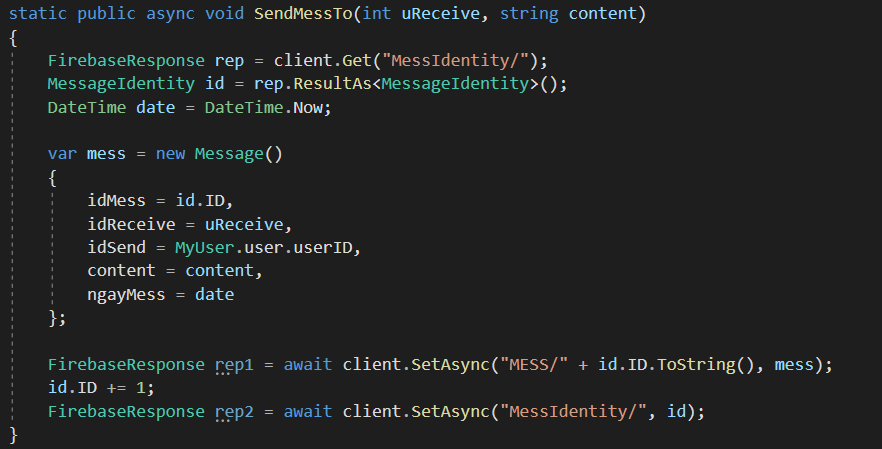 static public async void SendMessTo(int uReceive, string content)
{
FirebaseResponse rep = client.Get("MessIdentity/");
MessageIdentity id = rep.ResultAs<MessageIdentity>();
DateTime date = DateTime.Now;
var mess = new Message()
{
idMess = id.ID,
idReceive = uReceive,
idSend = MyUser.user.userID,
content = content,
ngayMess = date
};
FirebaseResponse rep1 = await client.SetAsync("MESS/" + id.ID.ToString(), mess);
id.ID += 1;
FirebaseResponse rep2 = await client.SetAsync("MessIdentity/", id);
}